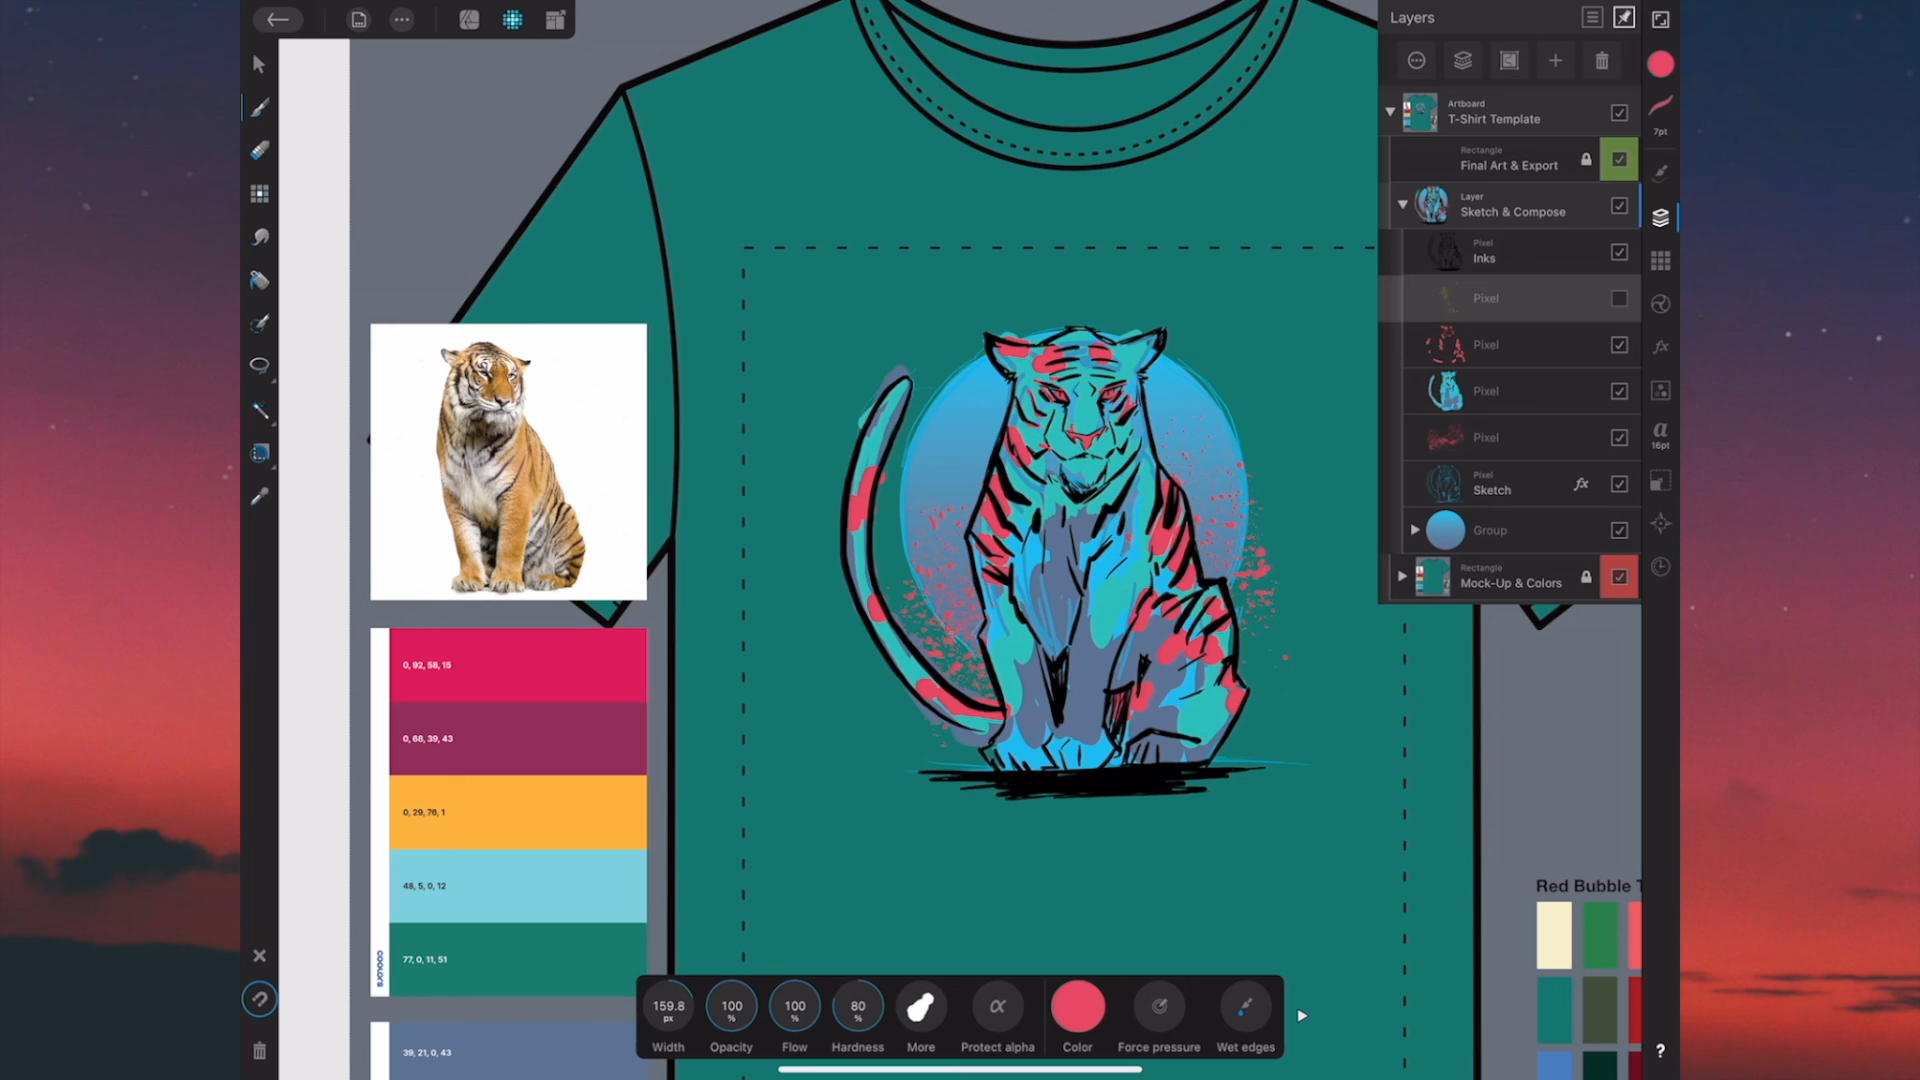 Layers
Artboard
T-Shirt Template
Rectangle
Final Art & Export
Layer
Sketch & Compose
Pixel
Inks
Pixel
Pixel
Pixel
Pixel
Pixel
Sketch
fx
Group
Rectangle
Mock-Up & Colors
7pt
fx
a
16pt
0, 92, 58, 15
0, 68, 39, 43
0, 29, 76, 1
48, 5, 0, 12
77, 0, 11, 51
coolors
39, 21, 0, 43
Red Bubble T
159.8
px
Width
100
%
Opacity
100
%
Flow
80
%
Hardness
More
α
Protect alpha
Color
Force pressure
Wet edges
?